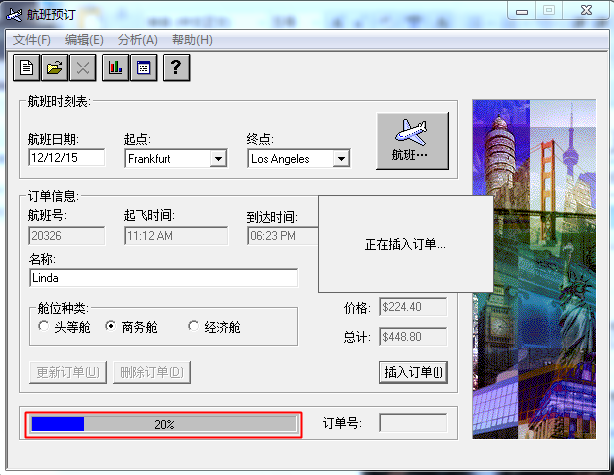 航班预订
文件(F) 编辑(E) 分析(A) 帮助(H)
航班时刻表:
航班日期: 起点: 终点:
12/12/15 Frankfurt Los Angeles
航班…
订单信息:
航班号: 起飞时间: 到达时间:
20326 11:12 AM 06:23 PM
正在插入订单...
名称:
Linda
舱位种类:
头等舱 商务舱 经济舱
价格: $224.40
总计: $448.80
更新订单(U) 删除订单(D) 插入订单(I)
20% 订单号: